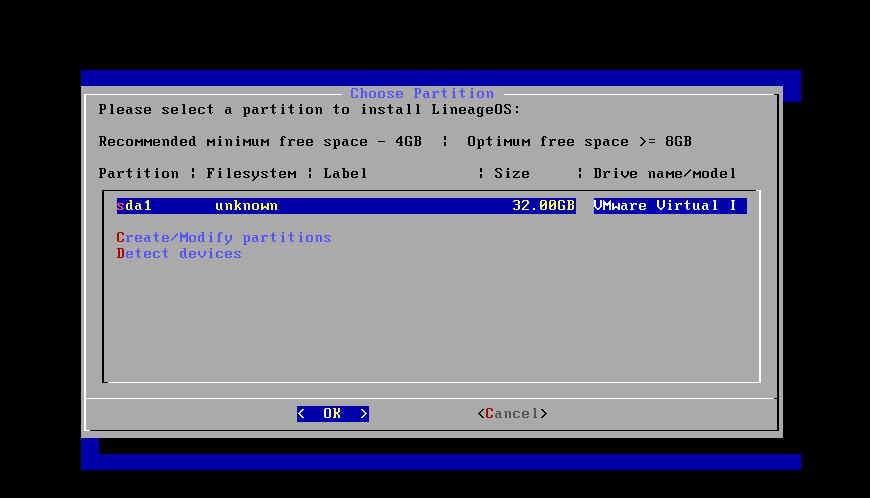 Choose Partition
Please select a partition to install LineageOS:
Recommended minimum free space - 4GB ¦ Optimum free space >= 8GB
Partition ¦ Filesystem ¦ Label ¦ Size ¦ Drive name/model
sda1 unknown 32.00GB VMware Virtual I
Create/Modify partitions
Detect devices
< OK > <Cancel>